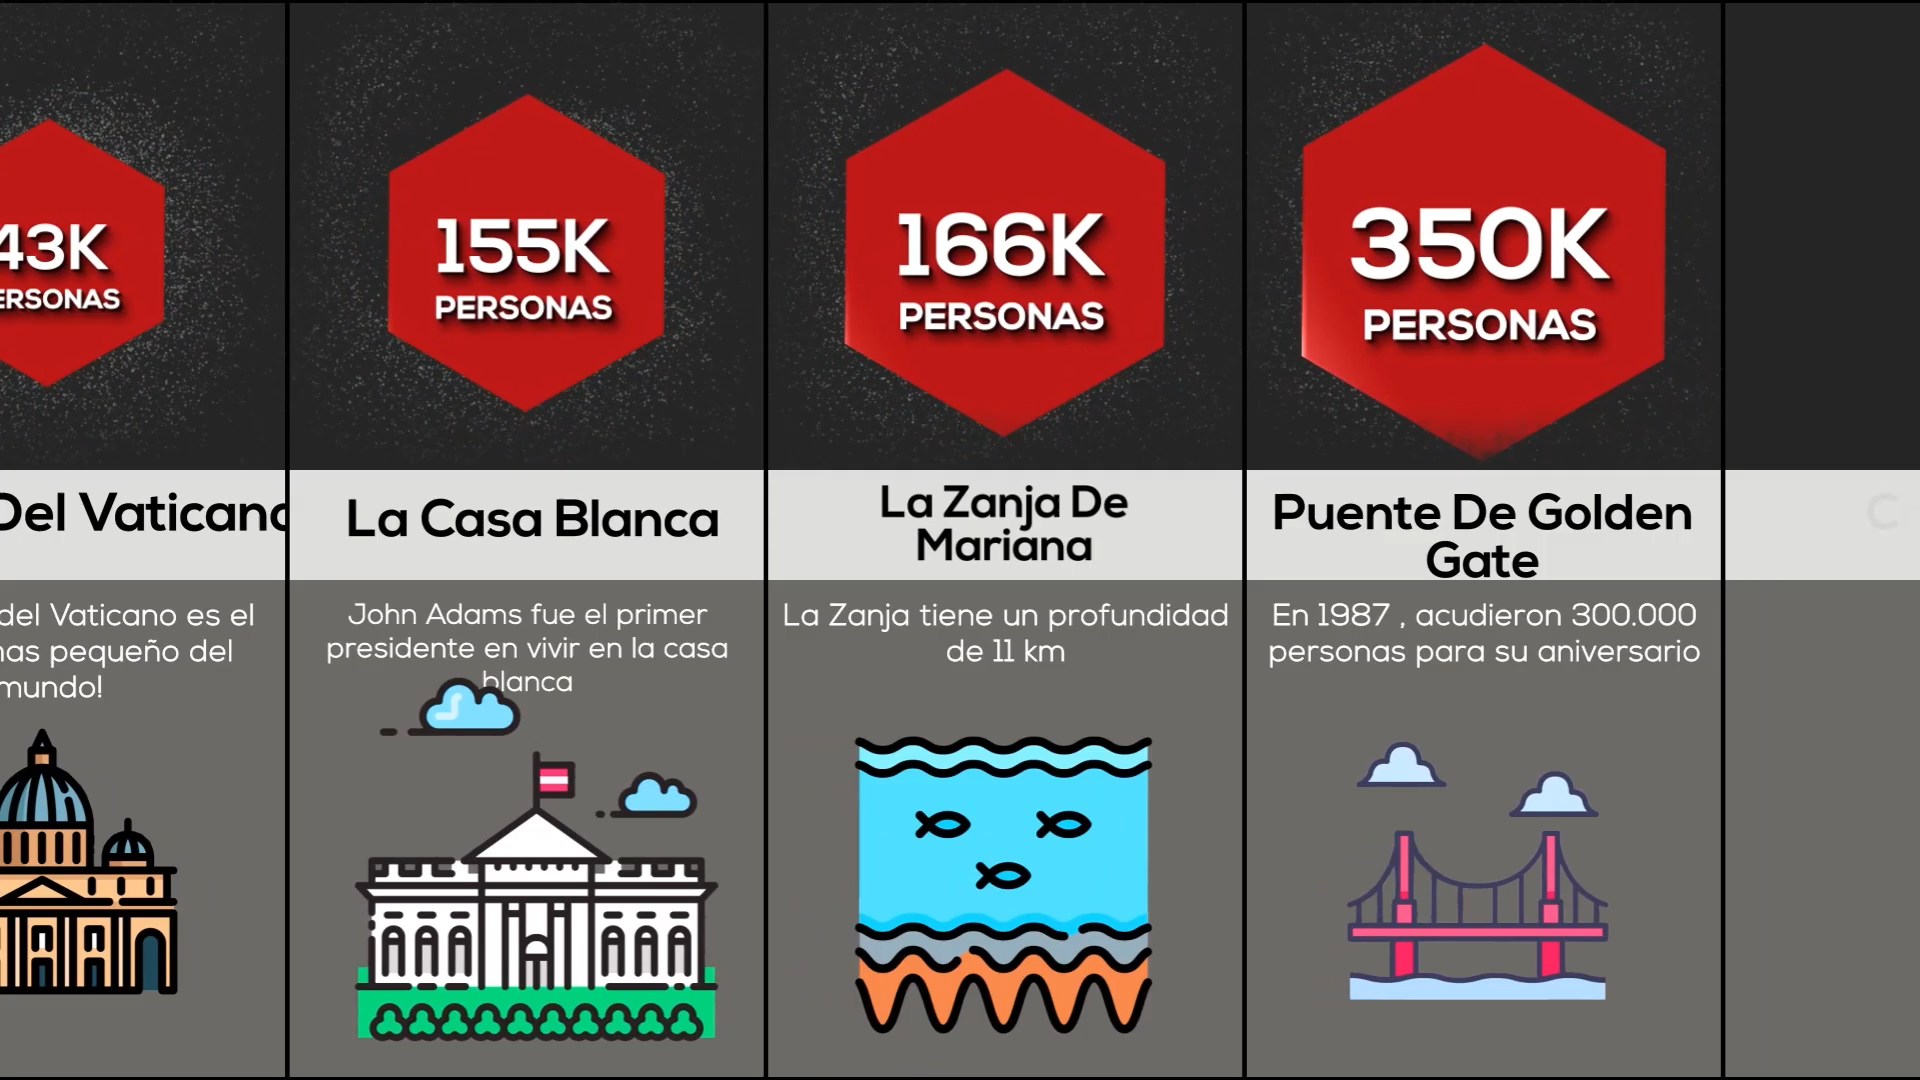 43K
PERSONAS
Del Vaticano
del Vaticano es el
mas pequeño del
mundo!
155K
PERSONAS
La Casa Blanca
John Adams fue el primer
presidente en vivir en la casa
blanca
166K
PERSONAS
La Zanja De
Mariana
La Zanja tiene un profundidad
de 11 km
350K
PERSONAS
Puente De Golden
Gate
En 1987 , acudieron 300.000
personas para su aniversario